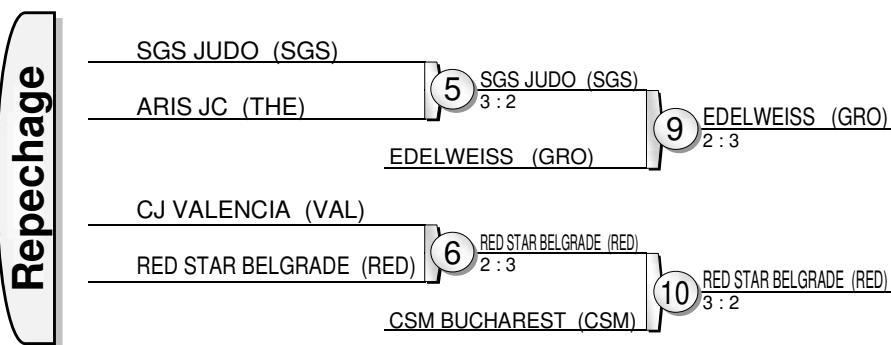 Repechage
SGS JUDO (SGS)
ARIS JC (THE)
5
SGS JUDO (SGS)
3 : 2
EDELWEISS (GRO)
9
EDELWEISS (GRO)
2 : 3
CJ VALENCIA (VAL)
RED STAR BELGRADE (RED)
6
RED STAR BELGRADE (RED)
2 : 3
CSM BUCHAREST (CSM)
10
RED STAR BELGRADE (RED)
3 : 2